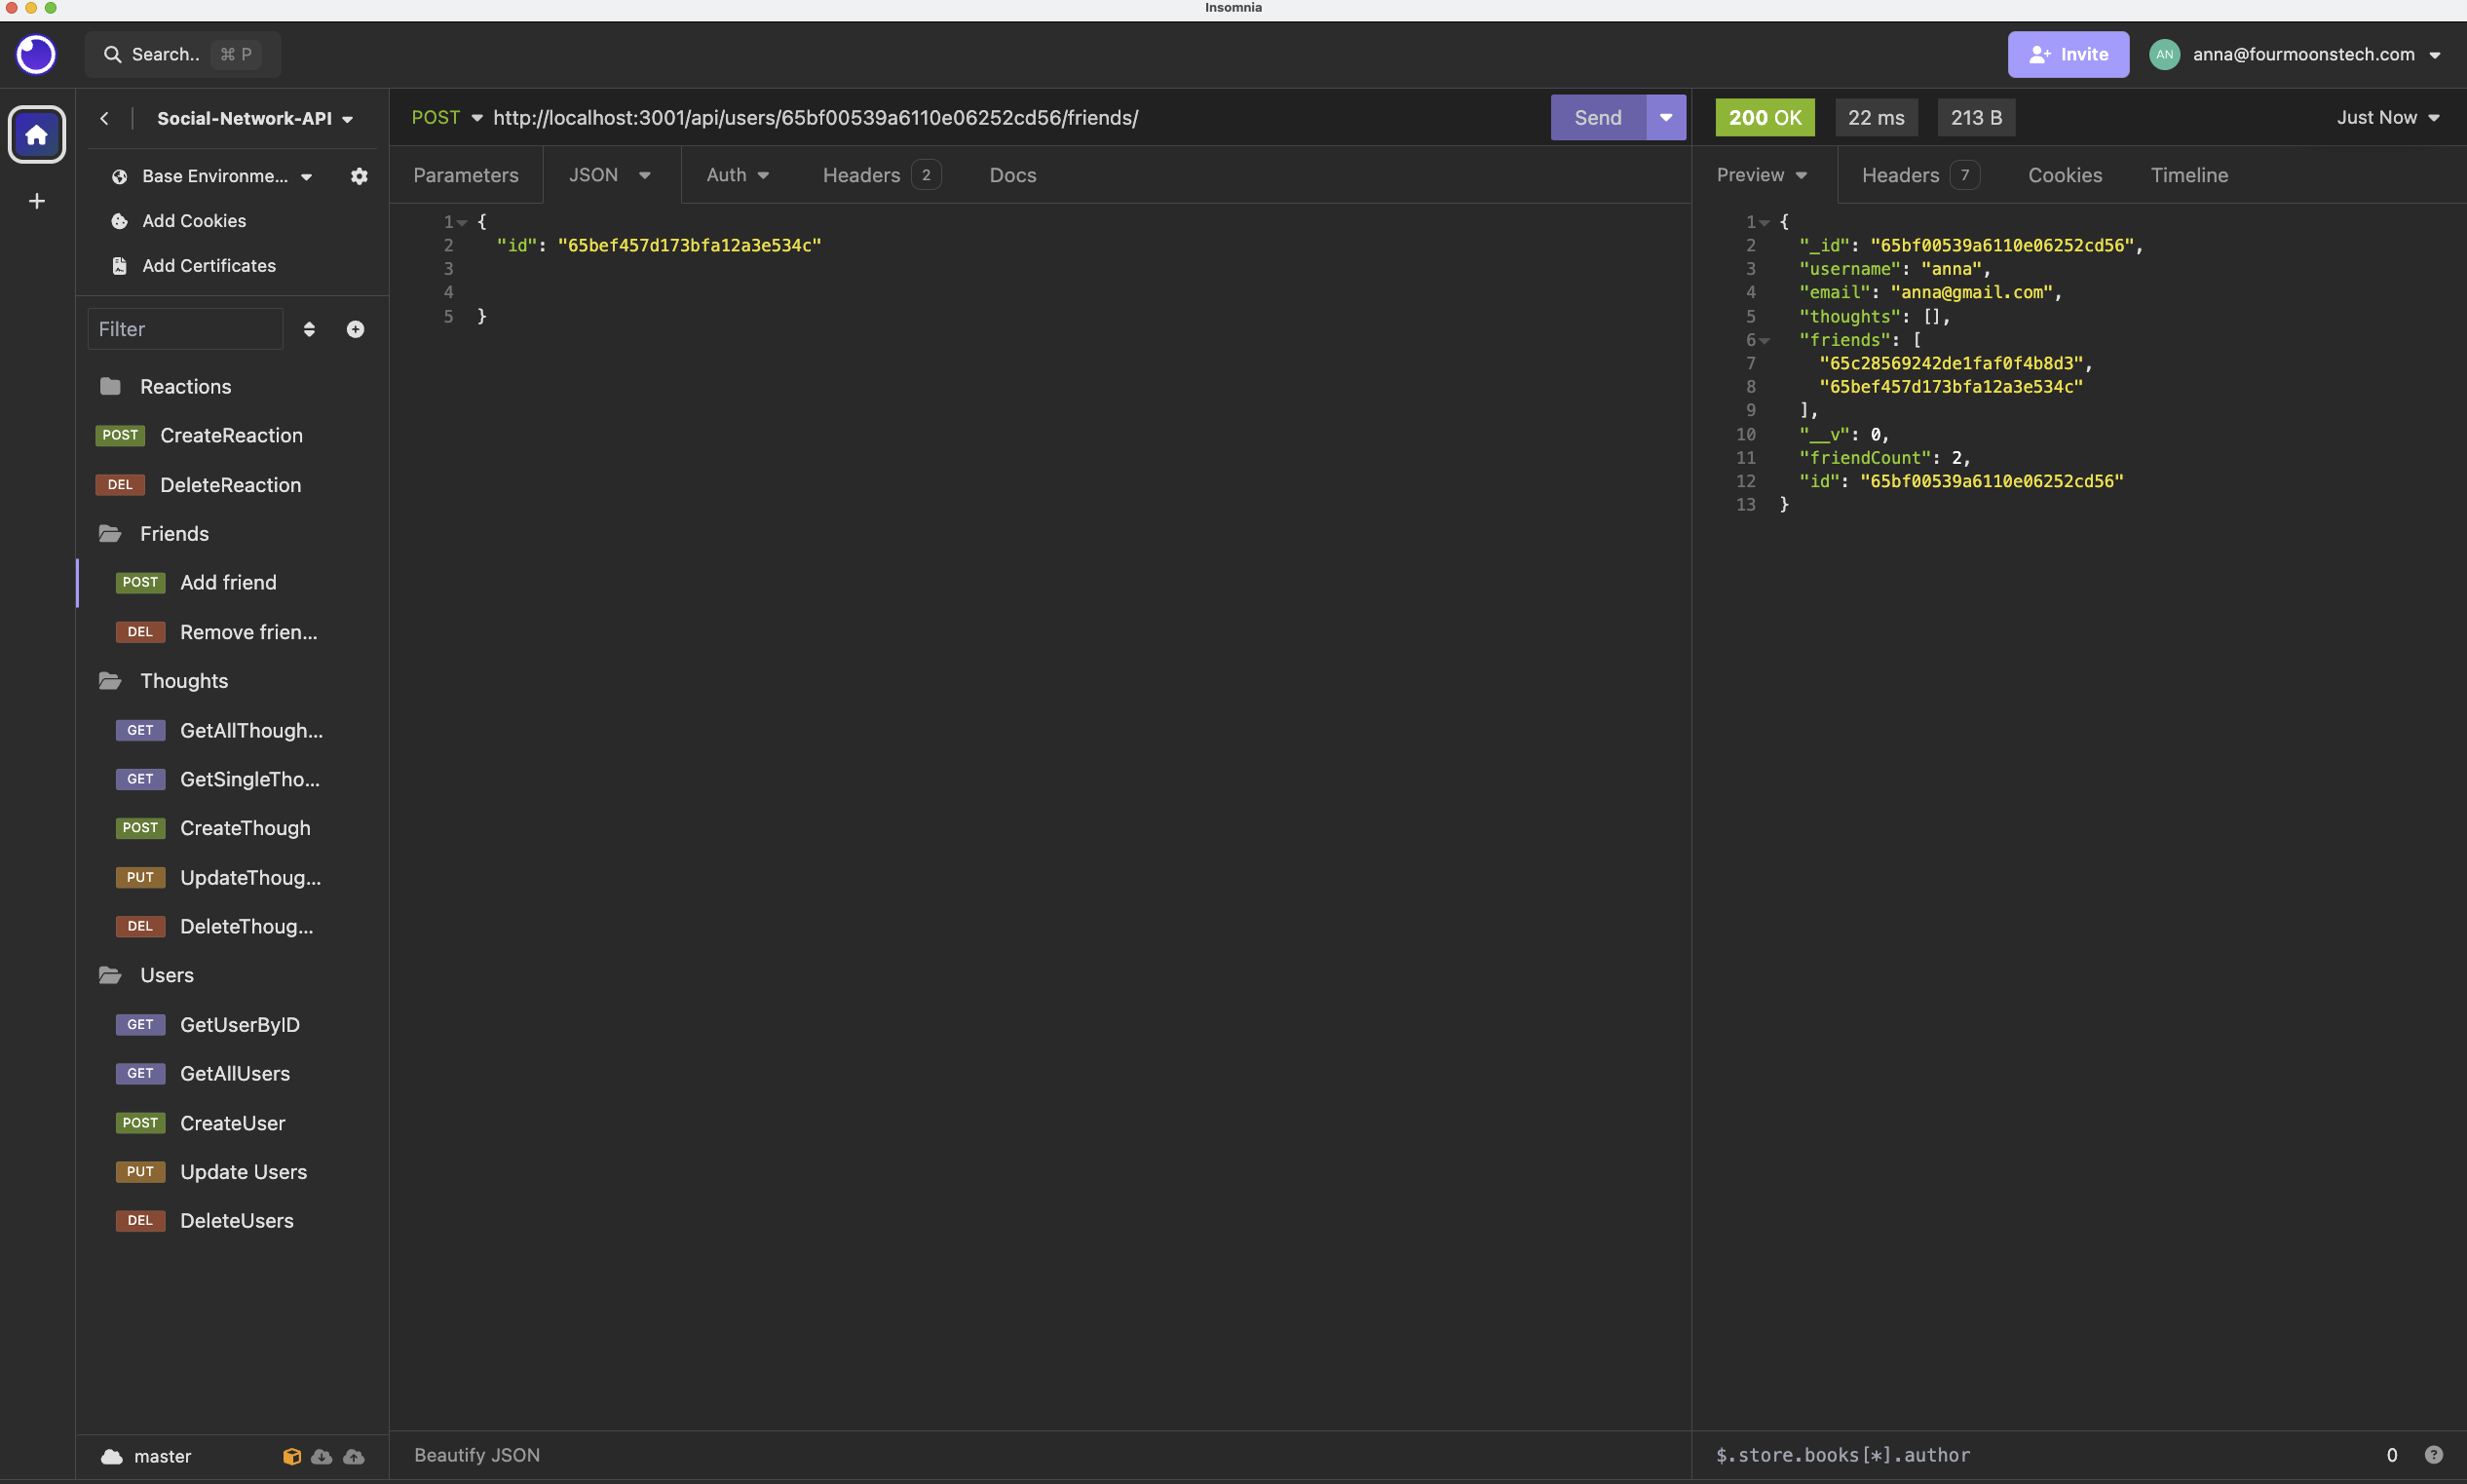 Insomnia
Search.. ⌘ P
Invite
AN
anna@fourmoonstech.com
Social-Network-API
Base Environme...
Add Cookies
Add Certificates
Filter
Reactions
POST CreateReaction
DEL DeleteReaction
Friends
POST Add friend
DEL Remove frien...
Thoughts
GET GetAllThough...
GET GetSingleTho...
POST CreateThough
PUT UpdateThoug...
DEL DeleteThoug...
Users
GET GetUserByID
GET GetAllUsers
POST CreateUser
PUT Update Users
DEL DeleteUsers
master
POST http://localhost:3001/api/users/65bf00539a6110e06252cd56/friends/
Send
Parameters JSON Auth Headers 2 Docs
1 {
2 "id": "65bef457d173bfa12a3e534c"
3
4
5 }
Beautify JSON
200 OK 22 ms 213 B Just Now
Preview Headers 7 Cookies Timeline
1 {
2 "_id": "65bf00539a6110e06252cd56",
3 "username": "anna",
4 "email": "anna@gmail.com",
5 "thoughts": [],
6 "friends": [
7 "65c28569242de1faf0f4b8d3",
8 "65bef457d173bfa12a3e534c"
9 ],
10 "__v": 0,
11 "friendCount": 2,
12 "id": "65bf00539a6110e06252cd56"
13 }
$.store.books[*].author 0 ?